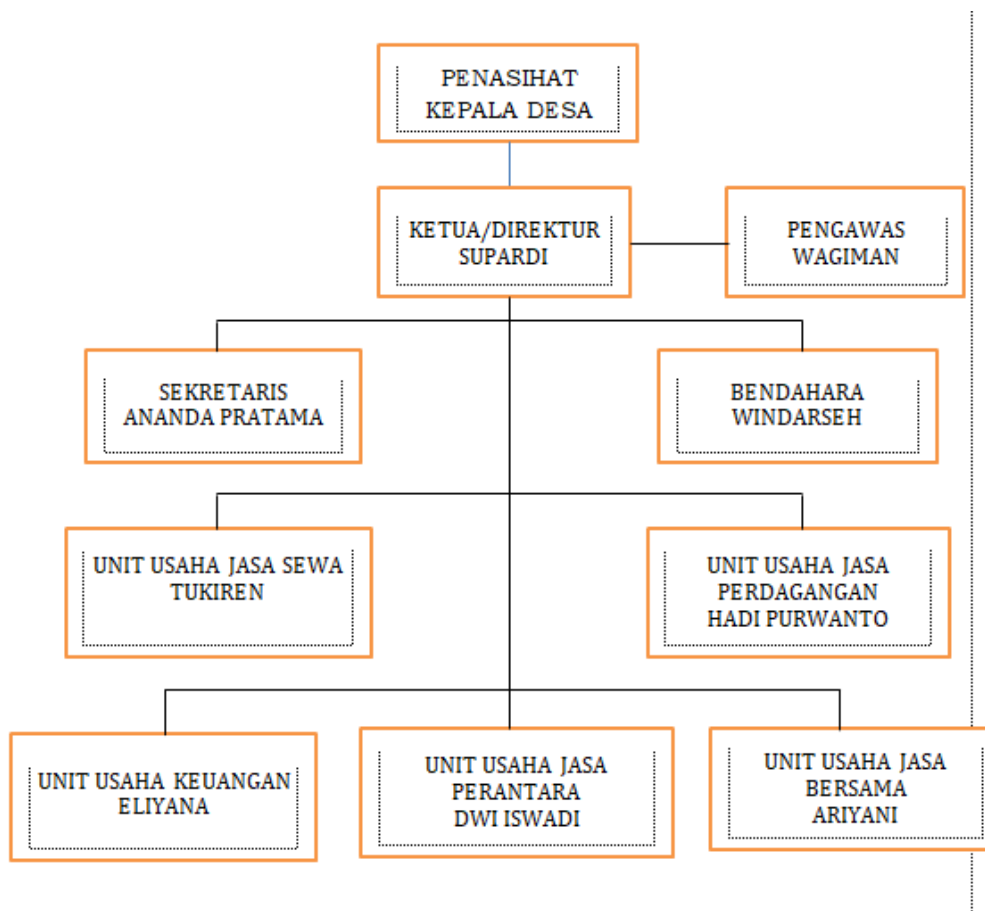 PENASIHAT
KEPALA DESA
KETUA/DIREKTUR
SUPARDI
PENGAWAS
WAGIMAN
SEKRETARIS
ANANDA PRATAMA
BENDAHARA
WINDARSEH
UNIT USAHA JASA SEWA
TUKIREN
UNIT USAHA JASA
PERDAGANGAN
HADI PURWANTO
UNIT USAHA KEUANGAN
ELIYANA
UNIT USAHA JASA
PERANTARA
DWI ISWADI
UNIT USAHA JASA
BERSAMA
ARIYANI